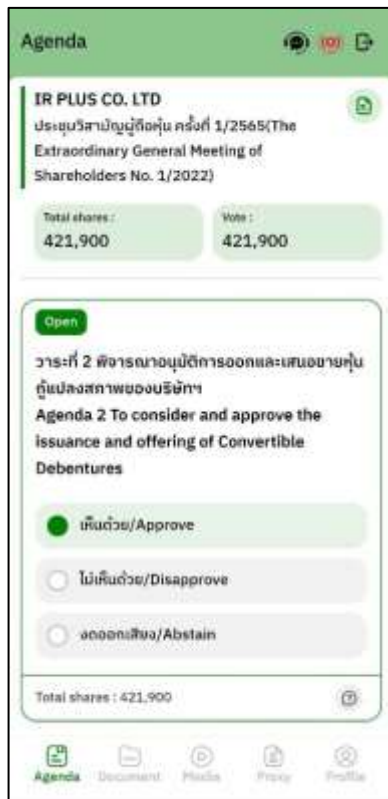 Agenda
IR PLUS CO. LTD
ประชุมวิสามัญผู้ถือหุ้น ครั้งที่ 1/2565(The
Extraordinary General Meeting of
Shareholders No. 1/2022)
Total shares :
421,900
Vote :
421,900
Open
วาระที่ 2 พิจารณาอนุมัติการออกและเสนอขายหุ้น
กู้แปลงสภาพของบริษัทฯ
Agenda 2 To consider and approve the
issuance and offering of Convertible
Debentures
เห็นด้วย/Approve
ไม่เห็นด้วย/Disapprove
งดออกเสียง/Abstain
Total shares : 421,900
Agenda
Document
Media
Proxy
Profile